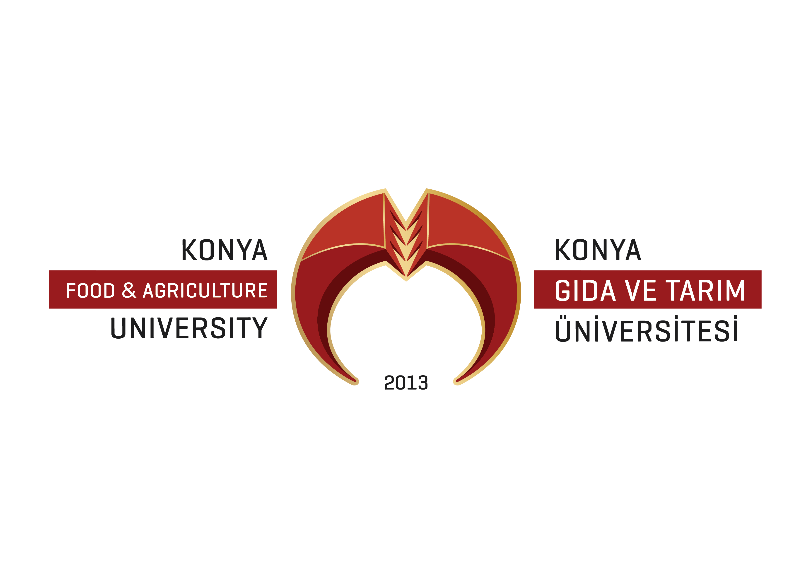 KONYA
FOOD & AGRICULTURE
UNIVERSITY
2013
KONYA
GIDA VE TARIM
ÜNİVERSİTESİ